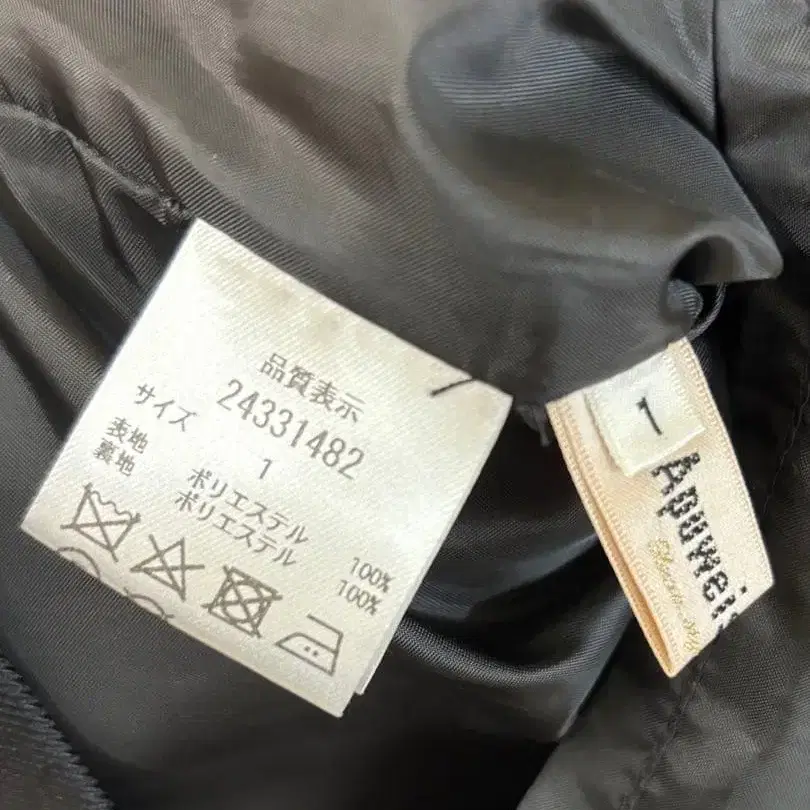 品質表示
24331482
サイズ 1
表地 ポリエステル 100%
裏地 ポリエステル 100%
1